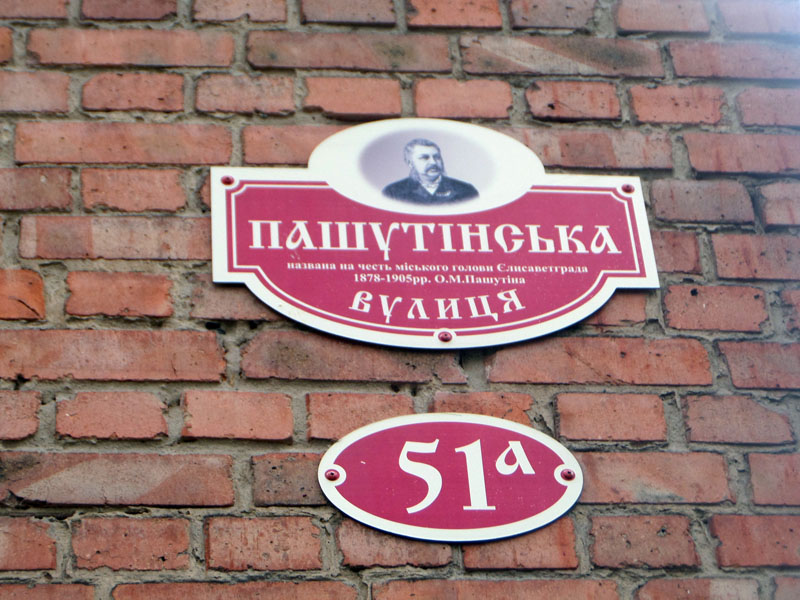 ПАШУТІНСЬКА
названа на честь міського голови Єлисаветграда
1878-1905рр. О.М.Пашутіна
ВУЛИЦЯ
51а